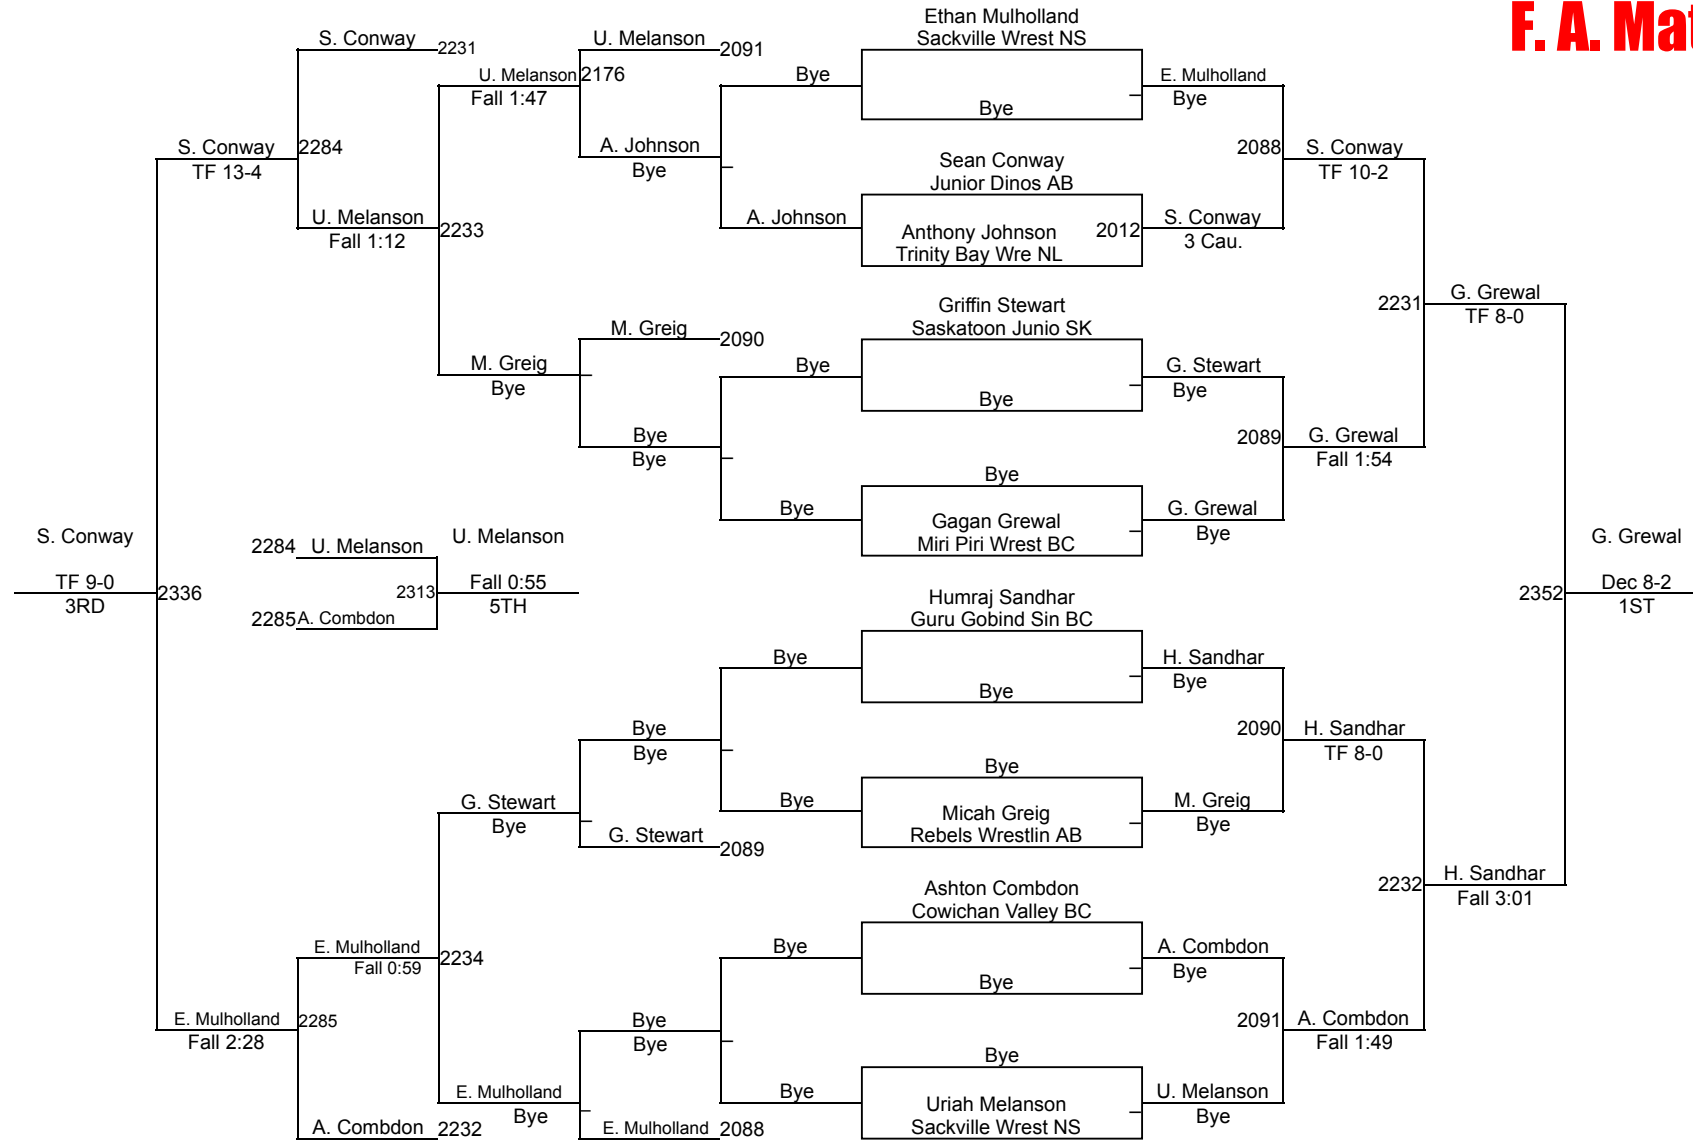 F. A. Mat
Ethan Mulholland
Sackville Wrest NS
S. Conway
2231
U. Melanson
2091
U. Melanson
2176
Fall 1:47
Bye
E. Mulholland
Bye
Bye
S. Conway
TF 13-4
2284
A. Johnson
Bye
Sean Conway
Junior Dinos AB
2088
S. Conway
TF 10-2
U. Melanson
Fall 1:12
2233
A. Johnson
Anthony Johnson
Trinity Bay Wre NL
2012
S. Conway
3 Cau.
Griffin Stewart
Saskatoon Junio SK
2231
G. Grewal
TF 8-0
M. Greig
2090
M. Greig
Bye
Bye
G. Stewart
Bye
Bye
Bye
Bye
2089
G. Grewal
Fall 1:54
Bye
Bye
Gagan Grewal
Miri Piri Wrest BC
G. Grewal
Bye
S. Conway
TF 9-0
3RD
2336
2284
U. Melanson
2285
A. Combdon
2313
U. Melanson
Fall 0:55
5TH
G. Grewal
2352
Dec 8-2
1ST
Humraj Sandhar
Guru Gobind Sin BC
Bye
H. Sandhar
Bye
Bye
Bye
Bye
2090
H. Sandhar
TF 8-0
Bye
G. Stewart
Bye
Bye
Micah Greig
Rebels Wrestlin AB
M. Greig
Bye
G. Stewart
2089
Ashton Combdon
Cowichan Valley BC
2232
H. Sandhar
Fall 3:01
E. Mulholland
Fall 0:59
2234
Bye
A. Combdon
Bye
Bye
E. Mulholland
Fall 2:28
2285
Bye
Bye
2091
A. Combdon
Fall 1:49
Bye
E. Mulholland
Bye
Bye
Uriah Melanson
Sackville Wrest NS
U. Melanson
Bye
A. Combdon
2232
E. Mulholland
2088